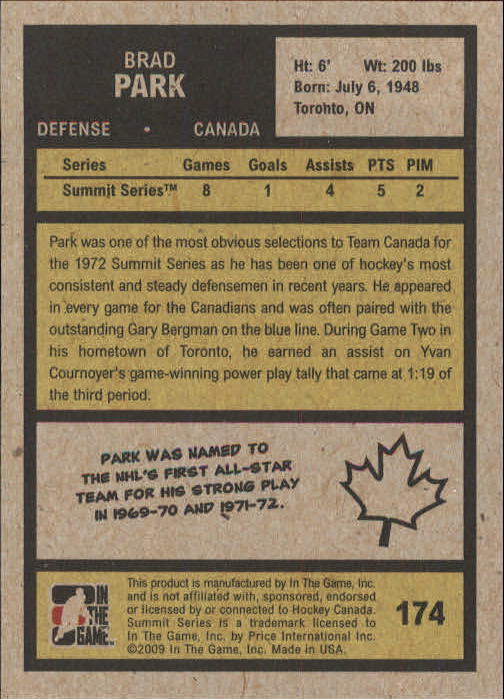 BRAD
PARK
DEFENSE • CANADA
Ht: 6' Wt: 200 lbs
Born: July 6, 1948
Toronto, ON
Series Games Goals Assists PTS PIM
Summit Series™ 8 1 4 5 2
Park was one of the most obvious selections to Team Canada for
the 1972 Summit Series as he has been one of hockey's most
consistent and steady defensemen in recent years. He appeared
in every game for the Canadians and was often paired with the
outstanding Gary Bergman on the blue line. During Game Two in
his hometown of Toronto, he earned an assist on Yvan
Cournoyer's game-winning power play tally that came at 1:19 of
the third period.
PARK WAS NAMED TO
THE NHL'S FIRST ALL-STAR
TEAM FOR HIS STRONG PLAY
IN 1969-70 AND 1971-72.
IN
THE
GAME
This product is manufactured by In The Game, Inc.
and is not affiliated with, sponsored, endorsed
or licensed by or connected to Hockey Canada.
Summit Series is a trademark licensed to
In The Game, Inc. by Price International Inc.
©2009 In The Game, Inc. Made in USA.
174